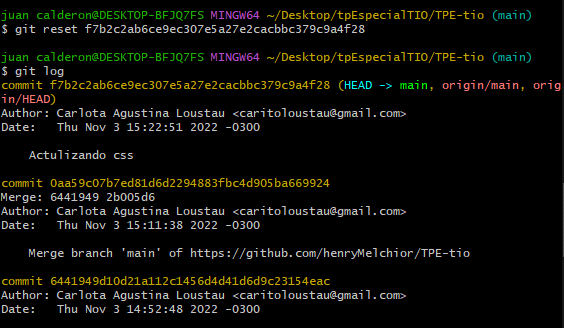 juan calderon@DESKTOP-BFJQ7FS MINGW64 ~/Desktop/tpEspecialTIO/TPE-tio (main)
$ git reset f7b2c2ab6ce9ec307e5a27e2cacbbc379c9a4f28
juan calderon@DESKTOP-BFJQ7FS MINGW64 ~/Desktop/tpEspecialTIO/TPE-tio (main)
$ git log
commit f7b2c2ab6ce9ec307e5a27e2cacbbc379c9a4f28 (HEAD -> main, origin/main, orig
in/HEAD)
Author: Carlota Agustina Loustau <caritoloustau@gmail.com>
Date:   Thu Nov 3 15:22:51 2022 -0300
    Actulizando css
commit 0aa59c07b7ed81d6d2294883fbc4d905ba669924
Merge: 6441949 2b005d6
Author: Carlota Agustina Loustau <caritoloustau@gmail.com>
Date:   Thu Nov 3 15:11:38 2022 -0300
    Merge branch 'main' of https://github.com/henryMelchior/TPE-tio
commit 6441949d10d21a112c1456d4d41d6d9c23154eac
Author: Carlota Agustina Loustau <caritoloustau@gmail.com>
Date:   Thu Nov 3 14:52:48 2022 -0300